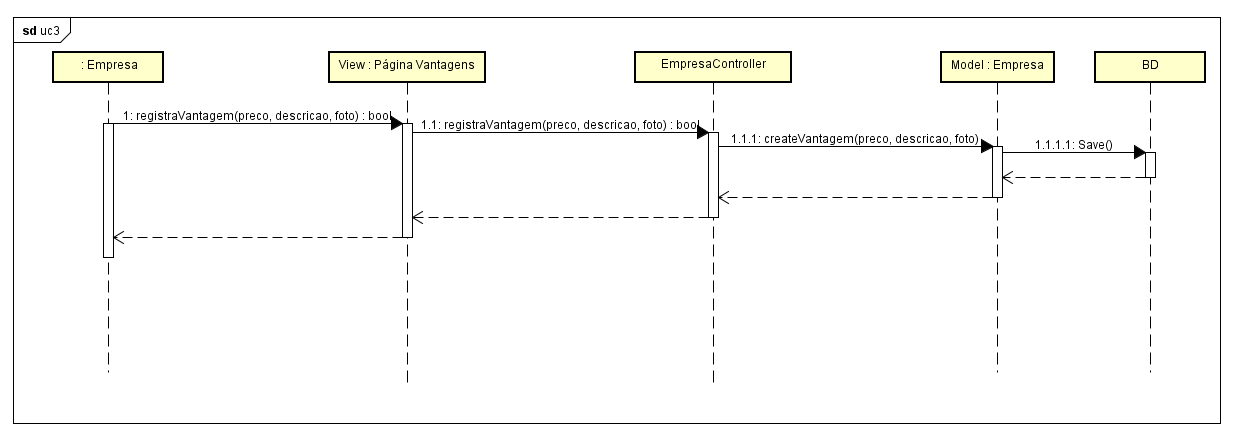 sd uc3
: Empresa
View : Página Vantagens
EmpresaController
Model : Empresa
BD
1: registraVantagem(preco, descricao, foto) : bool
1.1: registraVantagem(preco, descricao, foto) : bool
1.1.1: createVantagem(preco, descricao, foto)
1.1.1.1: Save()